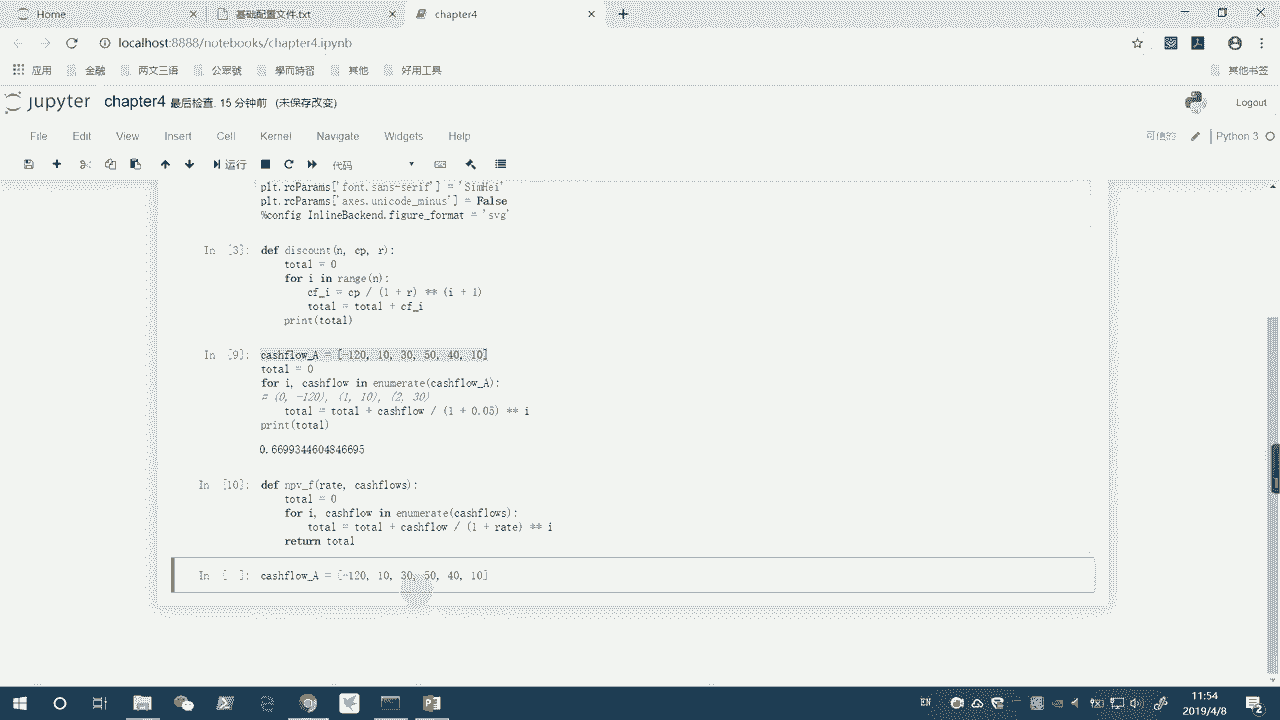 Home
基础配置文件.txt
chapter4
localhost:8888/notebooks/chapter4.ipynb
应用 金融 两文三语 公眾號 學而時習 其他 好用工具 其他书签
jupyter chapter4 最后检查: 15 分钟前 (未保存改变) Logout
File Edit View Insert Cell Kernel Navigate Widgets Help 可信的 Python 3
运行 代码
plt.rcParams['font.sans-serif'] = 'SimHei'
plt.rcParams['axes.unicode_minus'] = False
%config InlineBackend.figure_format = 'svg'
In [3]: def discount(n, cp, r):
total = 0
for i in range(n):
cf_i = cp / (1 + r) ** (i + 1)
total = total + cf_i
print(total)
In [9]: cashflow_A = [-120, 10, 30, 50, 40, 10]
total = 0
for i, cashflow in enumerate(cashflow_A):
# (0, -120), (1, 10), (2, 30)
total = total + cashflow / (1 + 0.05) ** i
print(total)
0.6699344604846695
In [10]: def npv_f(rate, cashflows):
total = 0
for i, cashflow in enumerate(cashflows):
total = total + cashflow / (1 + rate) ** i
return total
In [ ]: cashflow_A = [-120, 10, 30, 50, 40, 10]
EN
11:54
2019/4/8